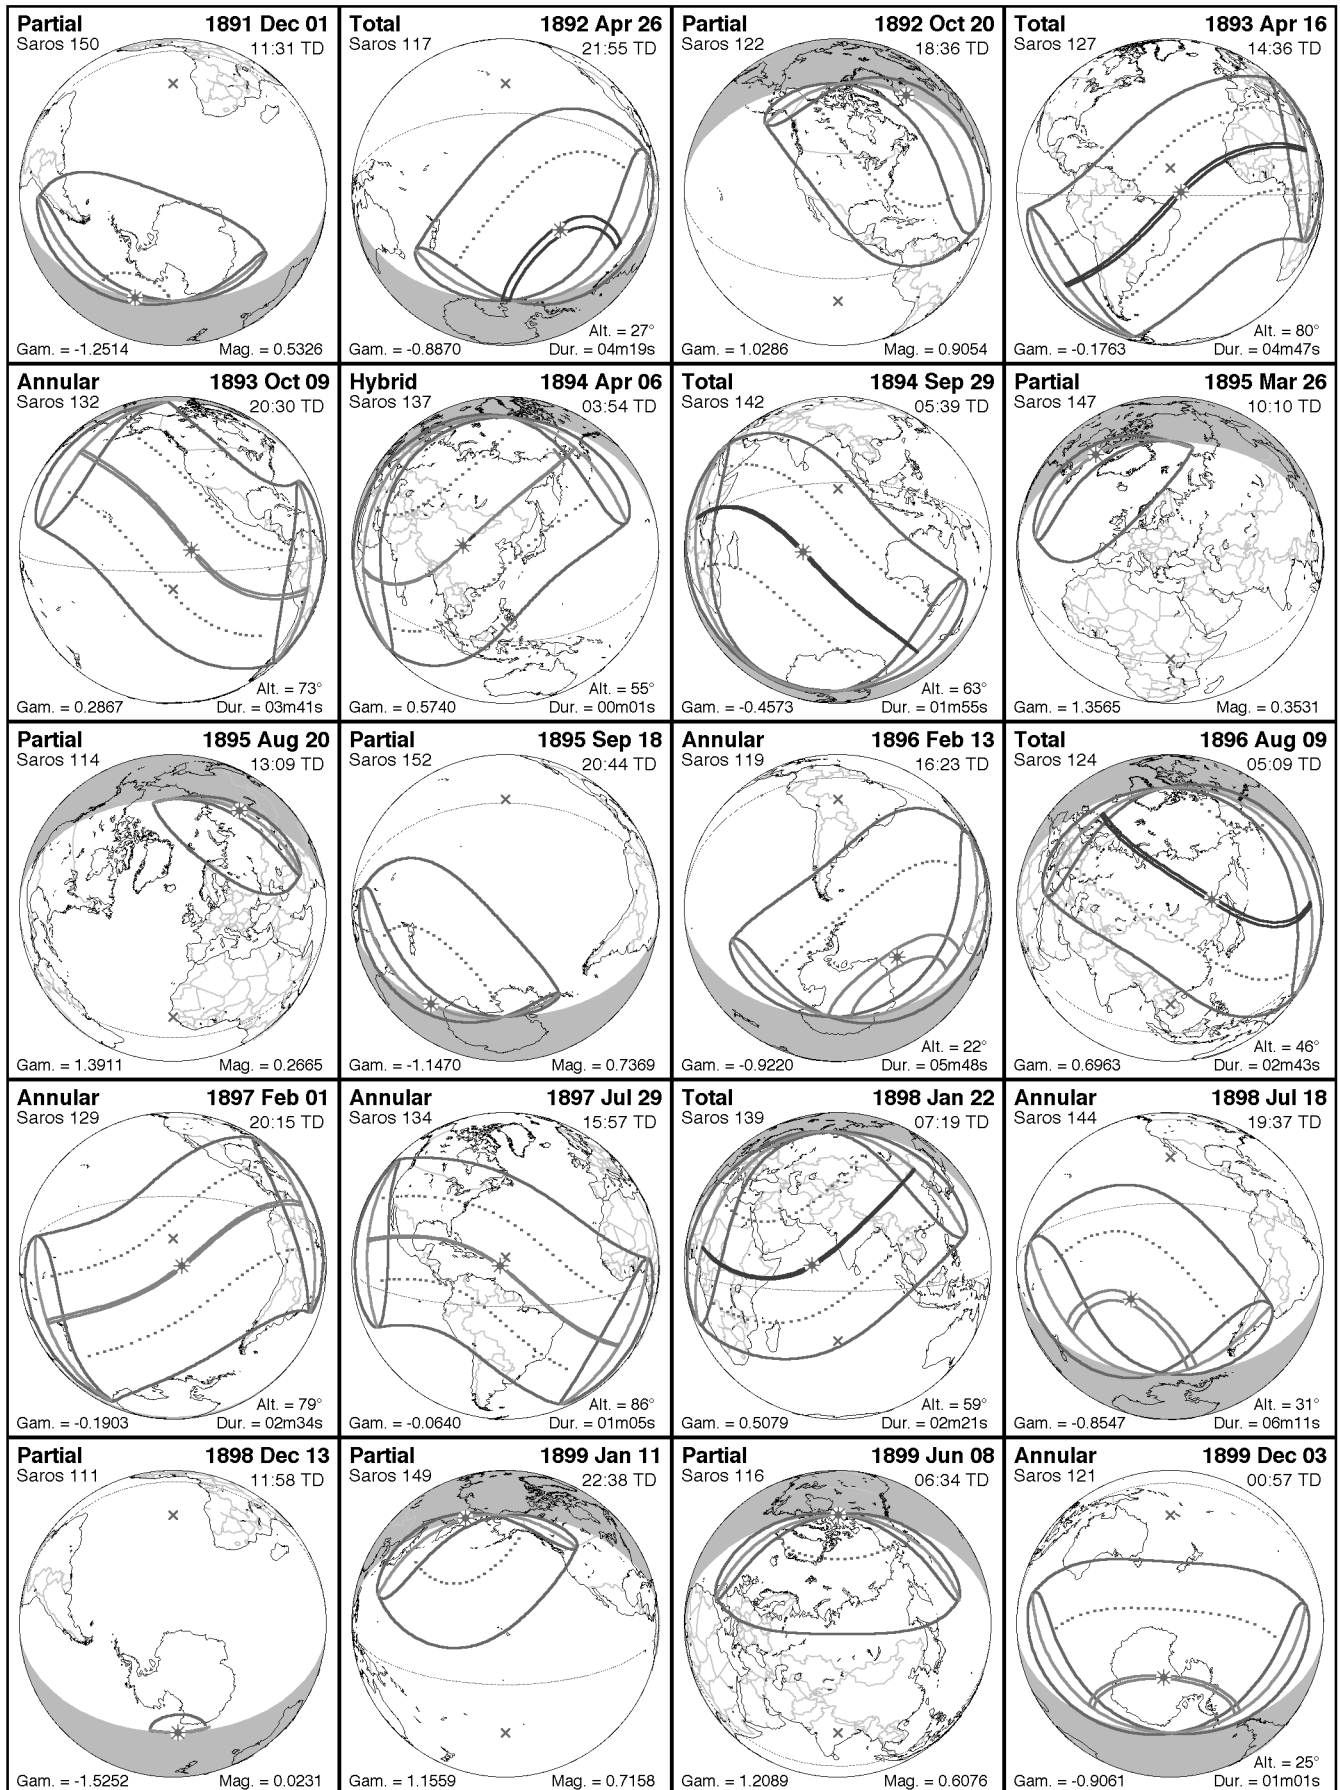 Partial 1891 Dec 01
Saros 150 11:31 TD
Gam. = -1.2514 Mag. = 0.5326
Total 1892 Apr 26
Saros 117 21:55 TD
Alt. = 27°
Gam. = -0.8870 Dur. = 04m19s
Partial 1892 Oct 20
Saros 122 18:36 TD
Gam. = 1.0286 Mag. = 0.9054
Total 1893 Apr 16
Saros 127 14:36 TD
Alt. = 80°
Gam. = -0.1763 Dur. = 04m47s
Annular 1893 Oct 09
Saros 132 20:30 TD
Alt. = 73°
Gam. = 0.2867 Dur. = 03m41s
Hybrid 1894 Apr 06
Saros 137 03:54 TD
Alt. = 55°
Gam. = 0.5740 Dur. = 00m01s
Total 1894 Sep 29
Saros 142 05:39 TD
Alt. = 63°
Gam. = -0.4573 Dur. = 01m55s
Partial 1895 Mar 26
Saros 147 10:10 TD
Gam. = 1.3565 Mag. = 0.3531
Partial 1895 Aug 20
Saros 114 13:09 TD
Gam. = 1.3911 Mag. = 0.2665
Partial 1895 Sep 18
Saros 152 20:44 TD
Gam. = -1.1470 Mag. = 0.7369
Annular 1896 Feb 13
Saros 119 16:23 TD
Alt. = 22°
Gam. = -0.9220 Dur. = 05m48s
Total 1896 Aug 09
Saros 124 05:09 TD
Alt. = 46°
Gam. = 0.6963 Dur. = 02m43s
Annular 1897 Feb 01
Saros 129 20:15 TD
Alt. = 79°
Gam. = -0.1903 Dur. = 02m34s
Annular 1897 Jul 29
Saros 134 15:57 TD
Alt. = 86°
Gam. = -0.0640 Dur. = 01m05s
Total 1898 Jan 22
Saros 139 07:19 TD
Alt. = 59°
Gam. = 0.5079 Dur. = 02m21s
Annular 1898 Jul 18
Saros 144 19:37 TD
Alt. = 31°
Gam. = -0.8547 Dur. = 06m11s
Partial 1898 Dec 13
Saros 111 11:58 TD
Gam. = -1.5252 Mag. = 0.0231
Partial 1899 Jan 11
Saros 149 22:38 TD
Gam. = 1.1559 Mag. = 0.7158
Partial 1899 Jun 08
Saros 116 06:34 TD
Gam. = 1.2089 Mag. = 0.6076
Annular 1899 Dec 03
Saros 121 00:57 TD
Alt. = 25°
Gam. = -0.9061 Dur. = 01m01s